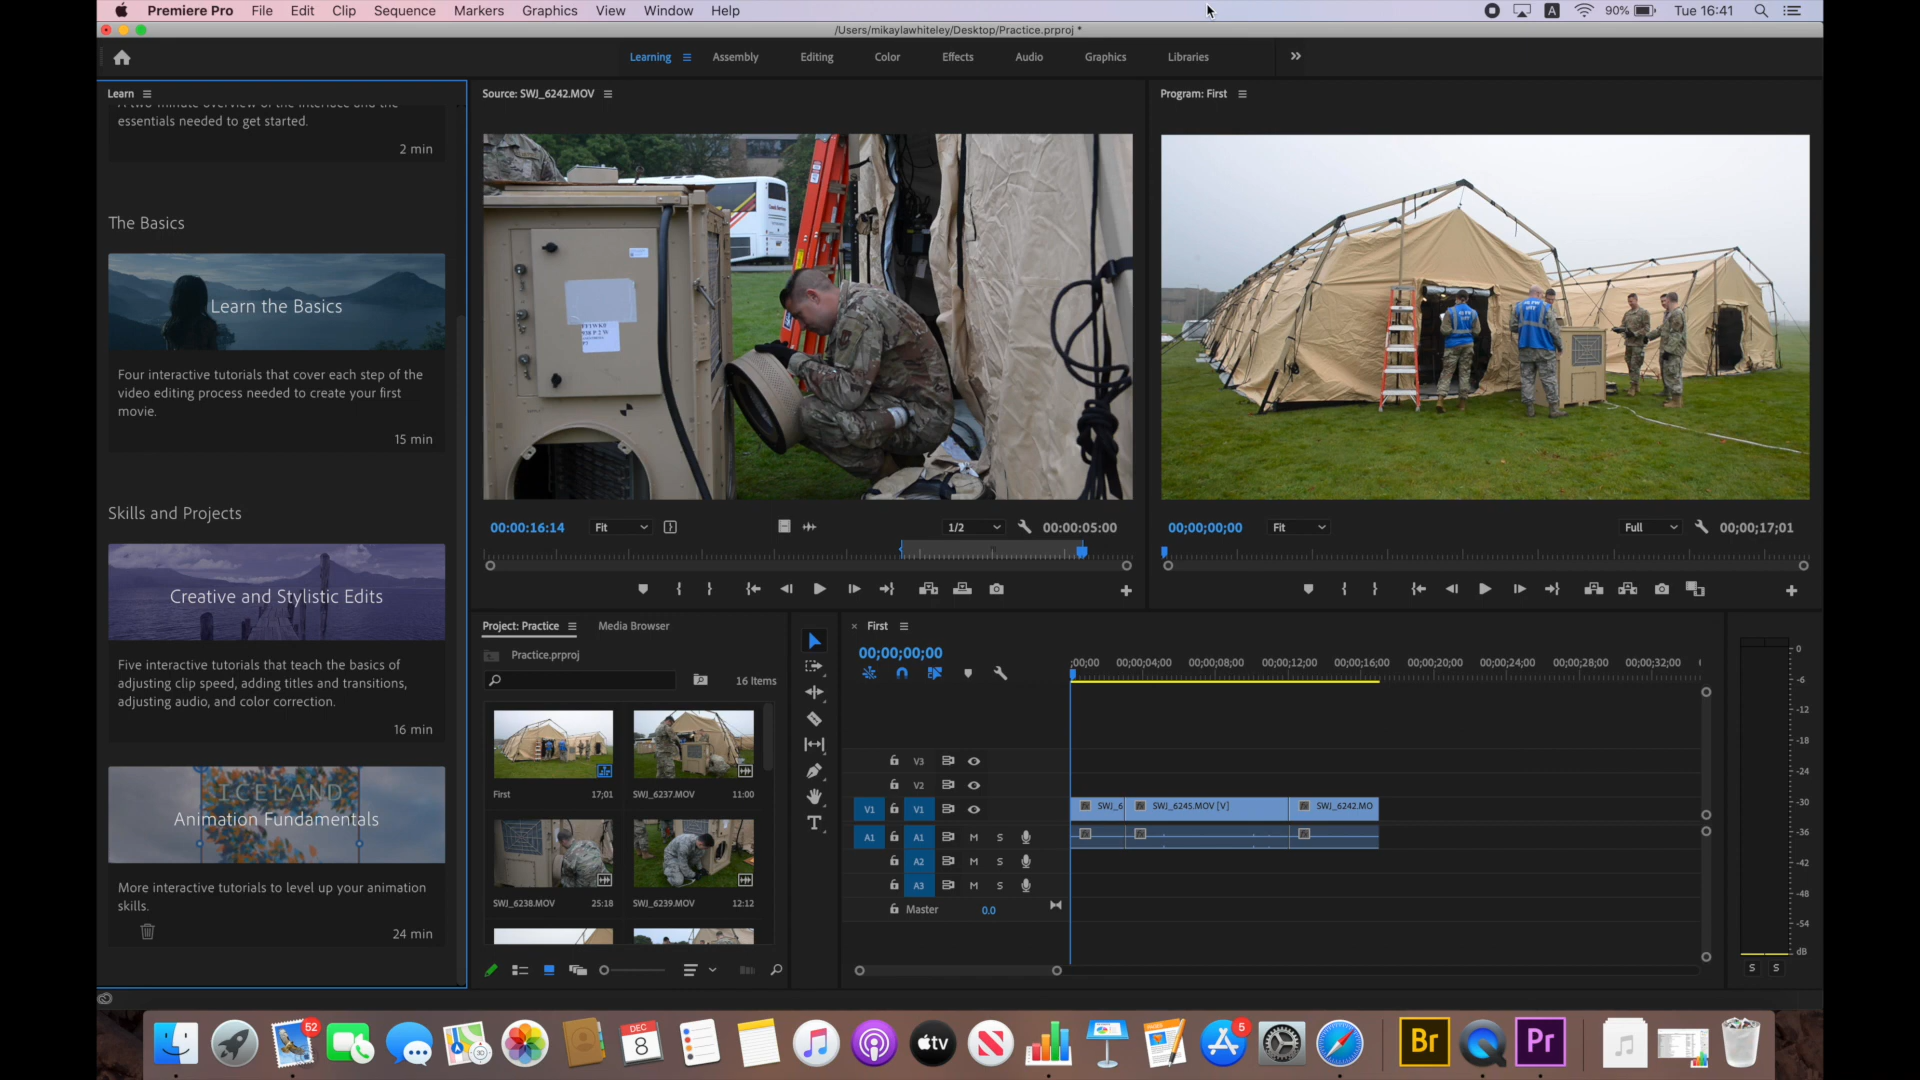 Premiere Pro File Edit Clip Sequence Markers Graphics View Window Help
A 90% Tue 16:41
/Users/mikaylawhiteley/Desktop/Practice.prproj *
Learning Assembly Editing Color Effects Audio Graphics Libraries
Learn
essentials needed to get started.
2 min
The Basics
Learn the Basics
Four interactive tutorials that cover each step of the
video editing process needed to create your first
movie.
15 min
Skills and Projects
Creative and Stylistic Edits
Five interactive tutorials that teach the basics of
adjusting clip speed, adding titles and transitions,
adjusting audio, and color correction.
16 min
ICELAND
Animation Fundamentals
More interactive tutorials to level up your animation
skills.
24 min
Source: SWJ_6242.MOV
00:00:16:14 Fit 1/2 00:00:05:00
Program: First
00;00;00;00 Fit Full 00;00;17;01
Project: Practice Media Browser
Practice.prproj
16 Items
First 17;01
SWJ_6237.MOV 11:00
SWJ_6238.MOV 25:18
SWJ_6239.MOV 12:12
First
00;00;00;00
;00;00 00;00;04;00 00;00;08;00 00;00;12;00 00;00;16;00 00;00;20;00 00;00;24;00 00;00;28;00 00;00;32;00
V3
V2
V1 V1 SWJ_6 SWJ_6245.MOV [V] SWJ_6242.MO
A1 A1 M S
A2 M S
A3 M S
Master 0.0
0
-6
-12
-18
-24
-30
-36
-42
-48
-54
dB
S S
52 DEC 8 tv 5 Br Pr